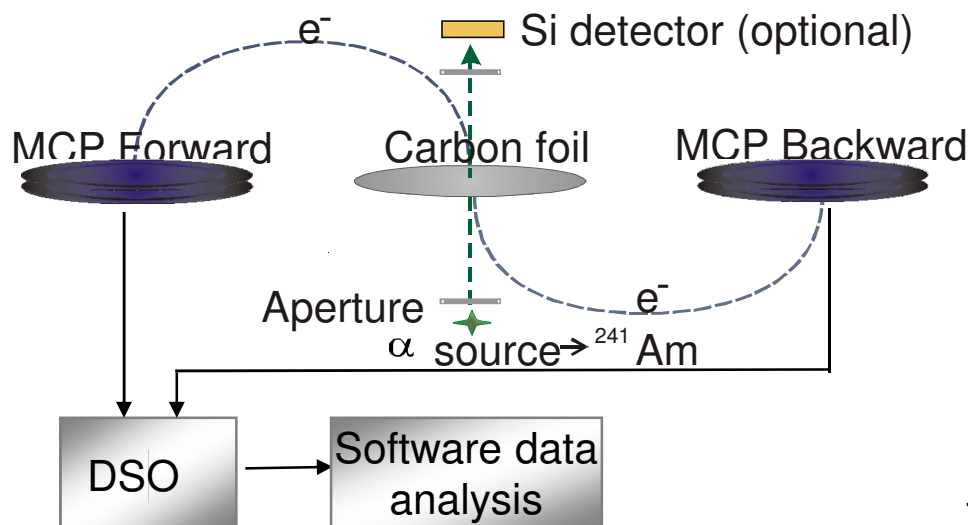 e-
Si detector (optional)
MCP Forward
Carbon foil
MCP Backward
Aperture
e-
α source → 241 Am
DSO
Software data
analysis